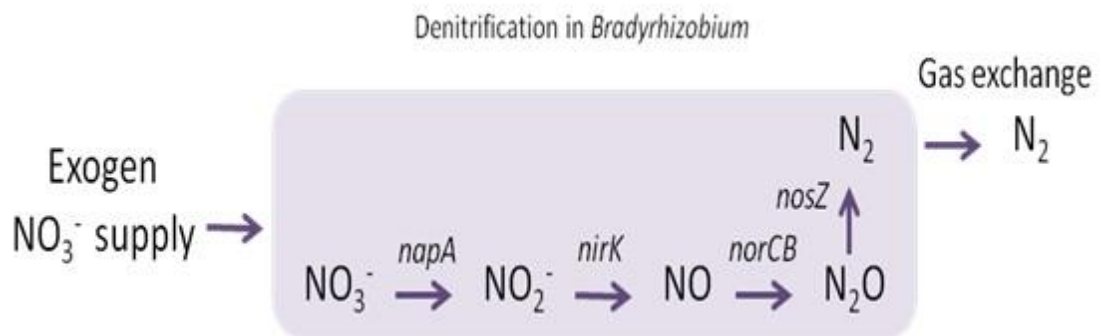 Denitrification in Bradyrhizobium
Gas exchange
N₂
N₂
Exogen
NO₃⁻ supply
nosZ
napA
nirK
norCB
NO₃⁻
NO₂⁻
NO
N₂O